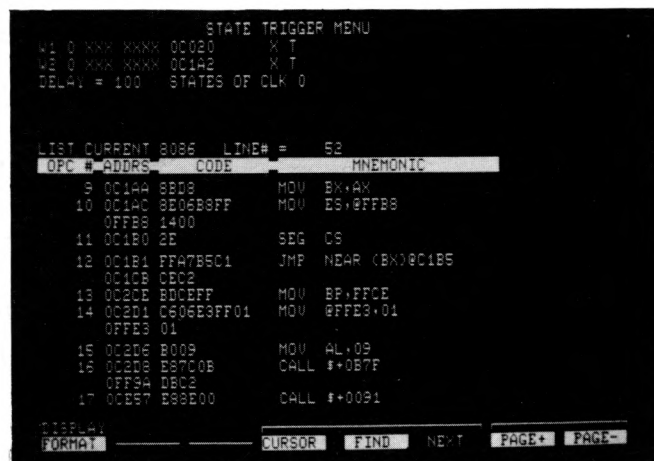 STATE TRIGGER MENU
W1 0 XXX XXXX 0C020 X T
W2 0 XXX XXXX 0C1A2 X T
DELAY = 100 STATES OF CLK 0
LIST CURRENT 8086 LINE# = 52
OPC # ADDRS CODE MNEMONIC
9 0C1AA 8BD8 MOV BX,AX
10 0C1AC 8E06B8FF MOV ES,@FFB8
0FFB8 1400
11 0C1B0 2E SEG CS
12 0C1B1 FFA7B5C1 JMP NEAR (BX)@C1B5
0C1CB CEC2
13 0C2CE BDCEFF MOV BP,FFCE
14 0C2D1 C606E3FF01 MOV @FFE3,01
0FFE3 01
15 0C2D6 B009 MOV AL,09
16 0C2D8 E87C0B CALL $+0B7F
0FF9A DBC2
17 0CE57 E88E00 CALL $+0091
DISPLAY
FORMAT CURSOR FIND NEXT PAGE+ PAGE-